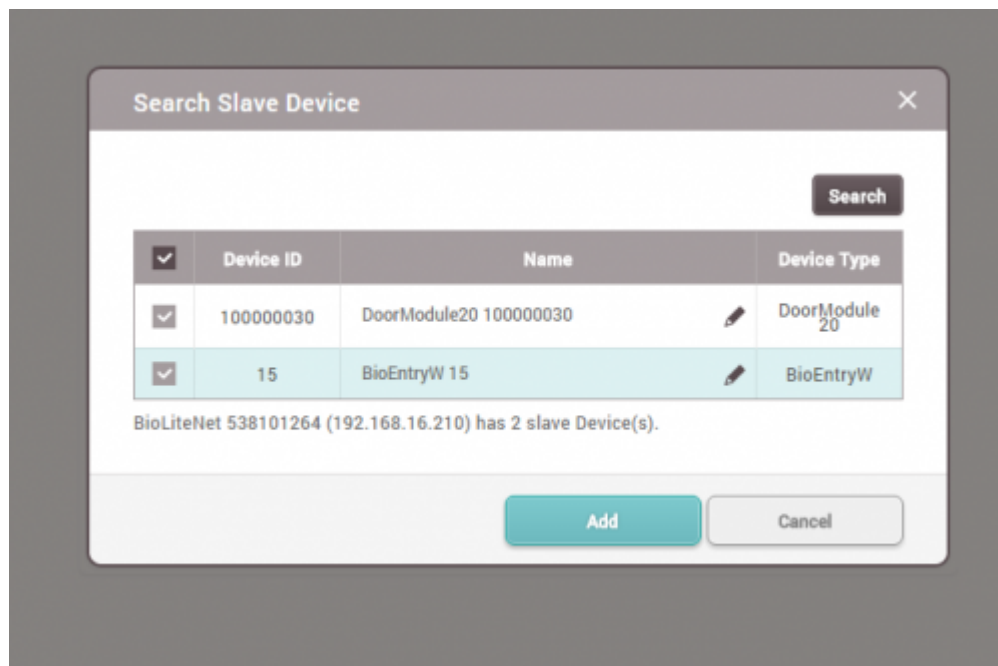 Search Slave Device
Search
Device ID Name Device Type
100000030 DoorModule20 100000030 DoorModule
20
15 BioEntryW 15 BioEntryW
BioLiteNet 538101264 (192.168.16.210) has 2 slave Device(s).
Add Cancel